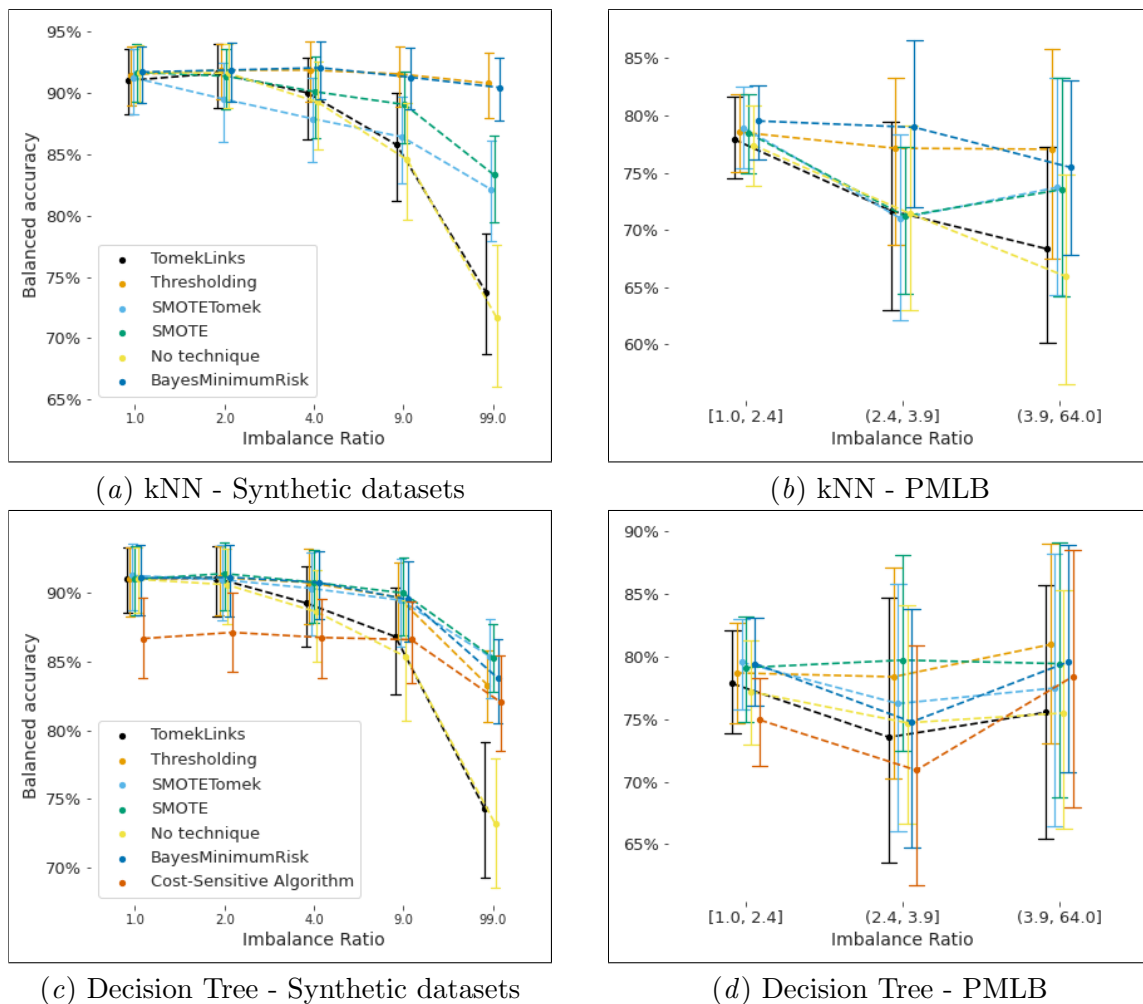 95%
90%
85%
80%
75%
70%
65%
Balanced accuracy
TomekLinks
Thresholding
SMOTETomek
SMOTE
No technique
BayesMinimumRisk
1.0 2.0 4.0 9.0 99.0
Imbalance Ratio
(a) kNN - Synthetic datasets
85%
80%
75%
70%
65%
60%
[1.0, 2.4] (2.4, 3.9] (3.9, 64.0]
Imbalance Ratio
(b) kNN - PMLB
90%
85%
80%
75%
70%
Balanced accuracy
TomekLinks
Thresholding
SMOTETomek
SMOTE
No technique
BayesMinimumRisk
Cost-Sensitive Algorithm
1.0 2.0 4.0 9.0 99.0
Imbalance Ratio
(c) Decision Tree - Synthetic datasets
90%
85%
80%
75%
70%
65%
[1.0, 2.4] (2.4, 3.9] (3.9, 64.0]
Imbalance Ratio
(d) Decision Tree - PMLB